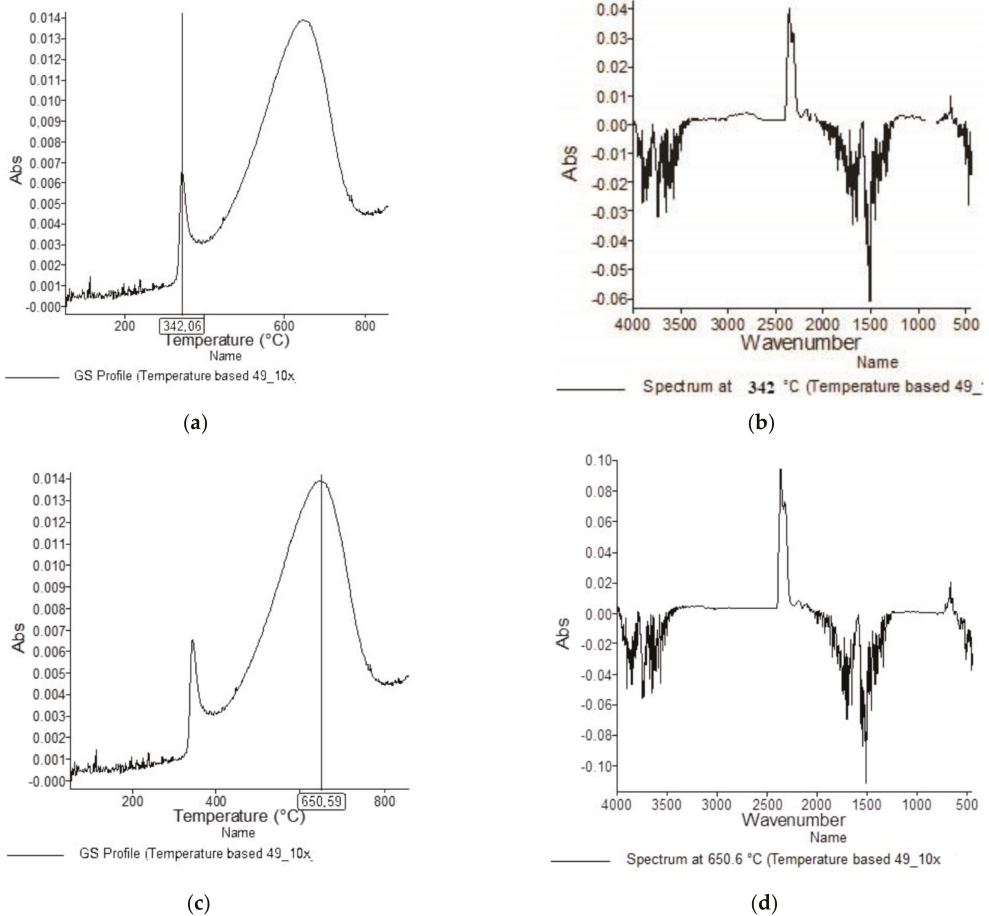 0.014
0.013
0.012
0.011
0.010
0.009
0.008
0.007
0.006
0.005
0.004
0.003
0.002
0.001
-0.000
Abs
200
342,06
600
800
Temperature (°C)
Name
GS Profile (Temperature based 49_10x
(a)
0.04
0.03
0.02
0.01
0.00
-0.01
-0.02
-0.03
-0.04
-0.05
-0.06
Abs
4000 3500 3000 2500 2000 1500 1000 500
Wavenumber
Name
Spectrum at 342 °C (Temperature based 49_
(b)
0.014
0.013
0.012
0.011
0.010
0.009
0.008
0.007
0.006
0.005
0.004
0.003
0.002
0.001
-0.000
Abs
200 400 650,59 800
Temperature (°C)
Name
GS Profile (Temperature based 49_10x
(c)
0.10
0.08
0.06
0.04
0.02
0.00
-0.02
-0.04
-0.06
-0.08
-0.10
Abs
4000 3500 3000 2500 2000 1500 1000 500
Wavenumber
Name
Spectrum at 650.6 °C (Temperature based 49_10x
(d)